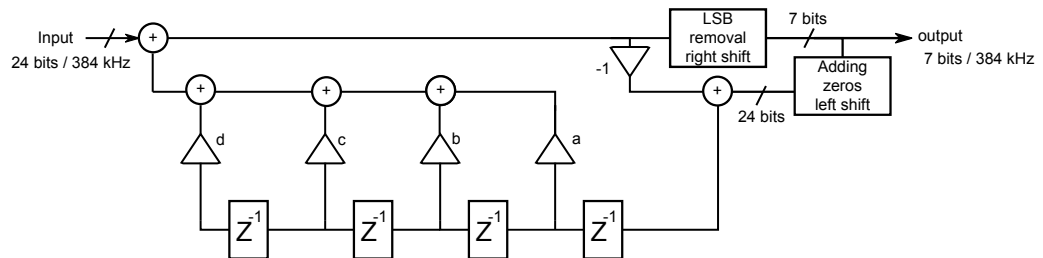 Input
24 bits / 384 kHz
+
LSB
removal
right shift
7 bits
output
7 bits / 384 kHz
-1
Adding
zeros
left shift
+
24 bits
+
+
+
d
c
b
a
Z-1
Z-1
Z-1
Z-1